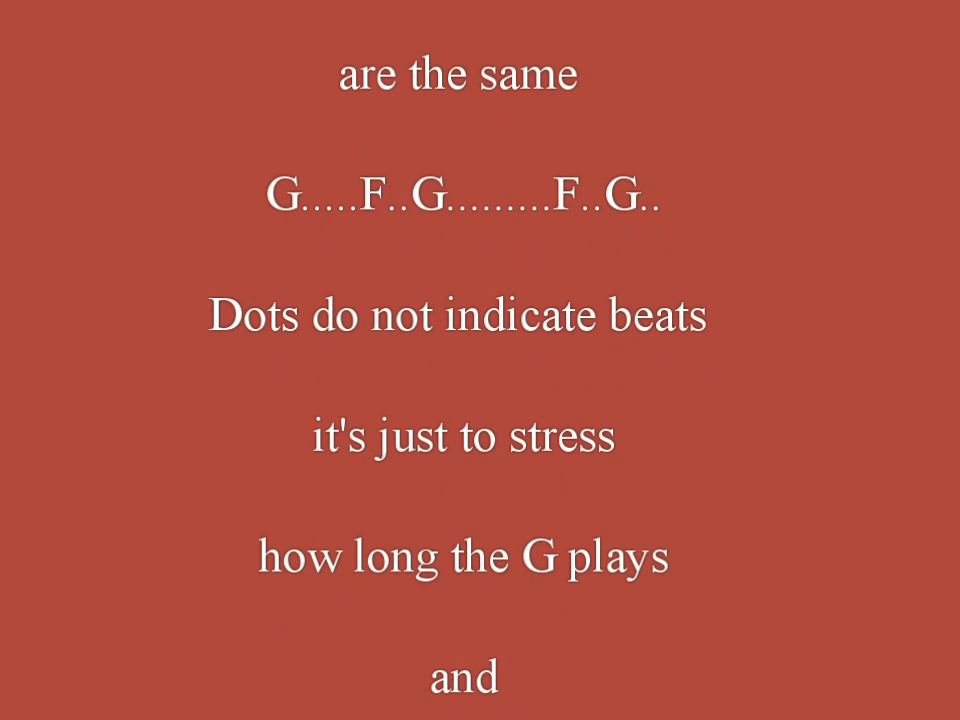 are the same
G.....F..G.........F..G..
Dots do not indicate beats
it's just to stress
how long the G plays
and